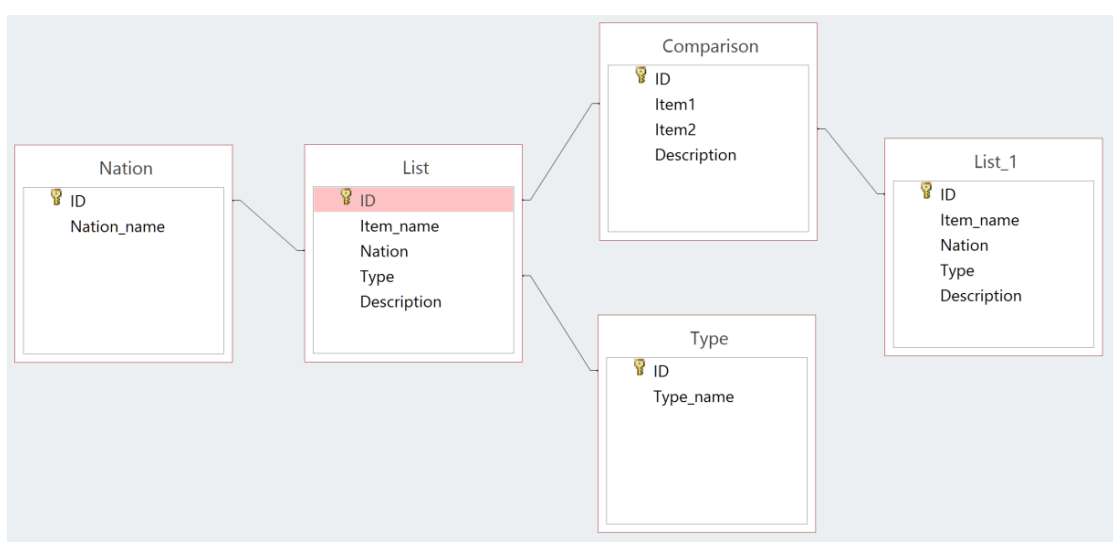 Nation
ID
Nation_name
List
ID
Item_name
Nation
Type
Description
Comparison
ID
Item1
Item2
Description
Type
ID
Type_name
List_1
ID
Item_name
Nation
Type
Description